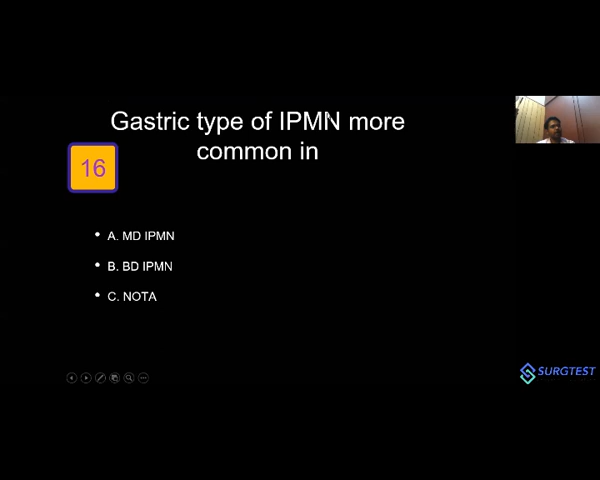 Gastric type of IPMN more
common in
16
• A. MD IPMN
• B. BD IPMN
• C. NOTA
SURGTEST